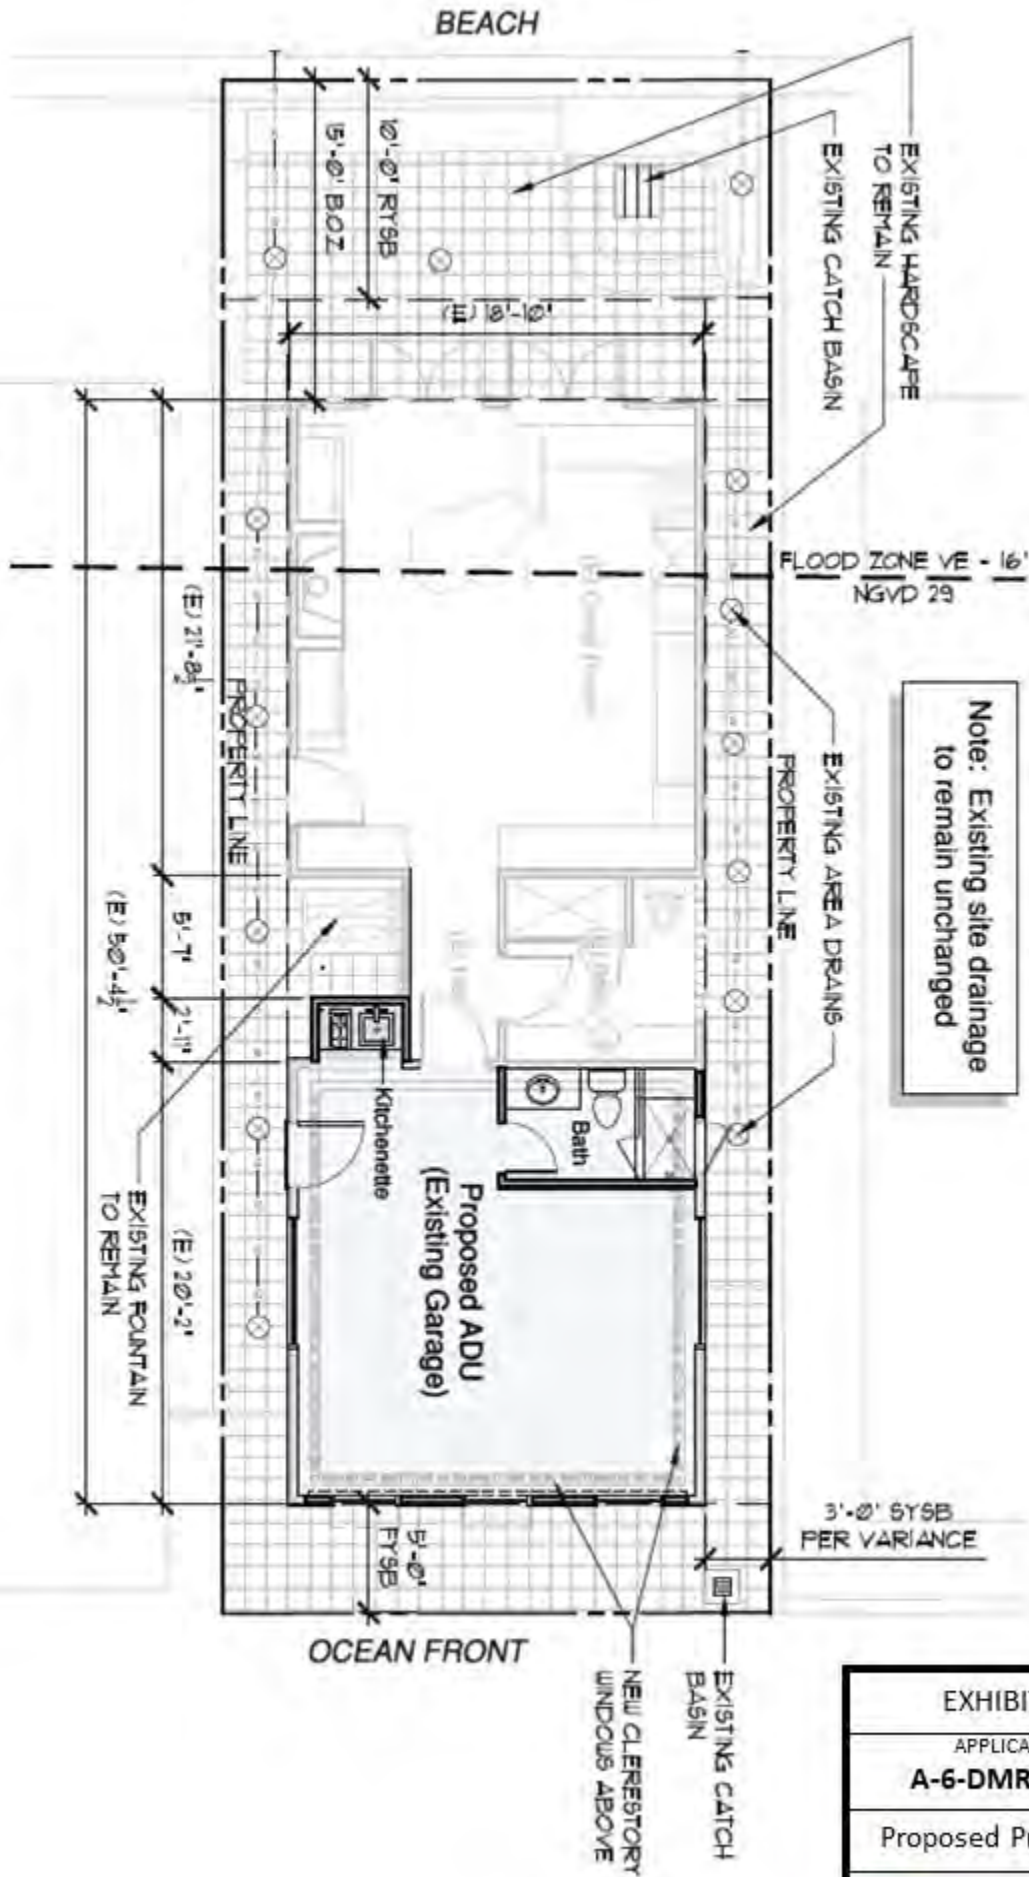 BEACH
10'-0" RYSB
15'-0" BOZ
(E) 18'-10"
EXISTING HARDSCAPE
TO REMAIN
EXISTING CATCH BASIN
FLOOD ZONE VE - 16'
NGVD 29
Note: Existing site drainage
to remain unchanged
EXISTING AREA DRAINS
PROPERTY LINE
PROPERTY LINE
(E) 21'-8½"
5'-7"
2'-11"
(E) 50'-4½"
(E) 20'-2"
Kitchenette
Bath
Proposed ADU
(Existing Garage)
EXISTING FOUNTAIN
TO REMAIN
3'-0" SYSB
PER VARIANCE
5'-0"
FYSB
OCEAN FRONT
NEW CLERESTORY
WINDOWS ABOVE
EXISTING CATCH
BASIN
EXHIBI
APPLICA
A-6-DMR
Proposed Pr